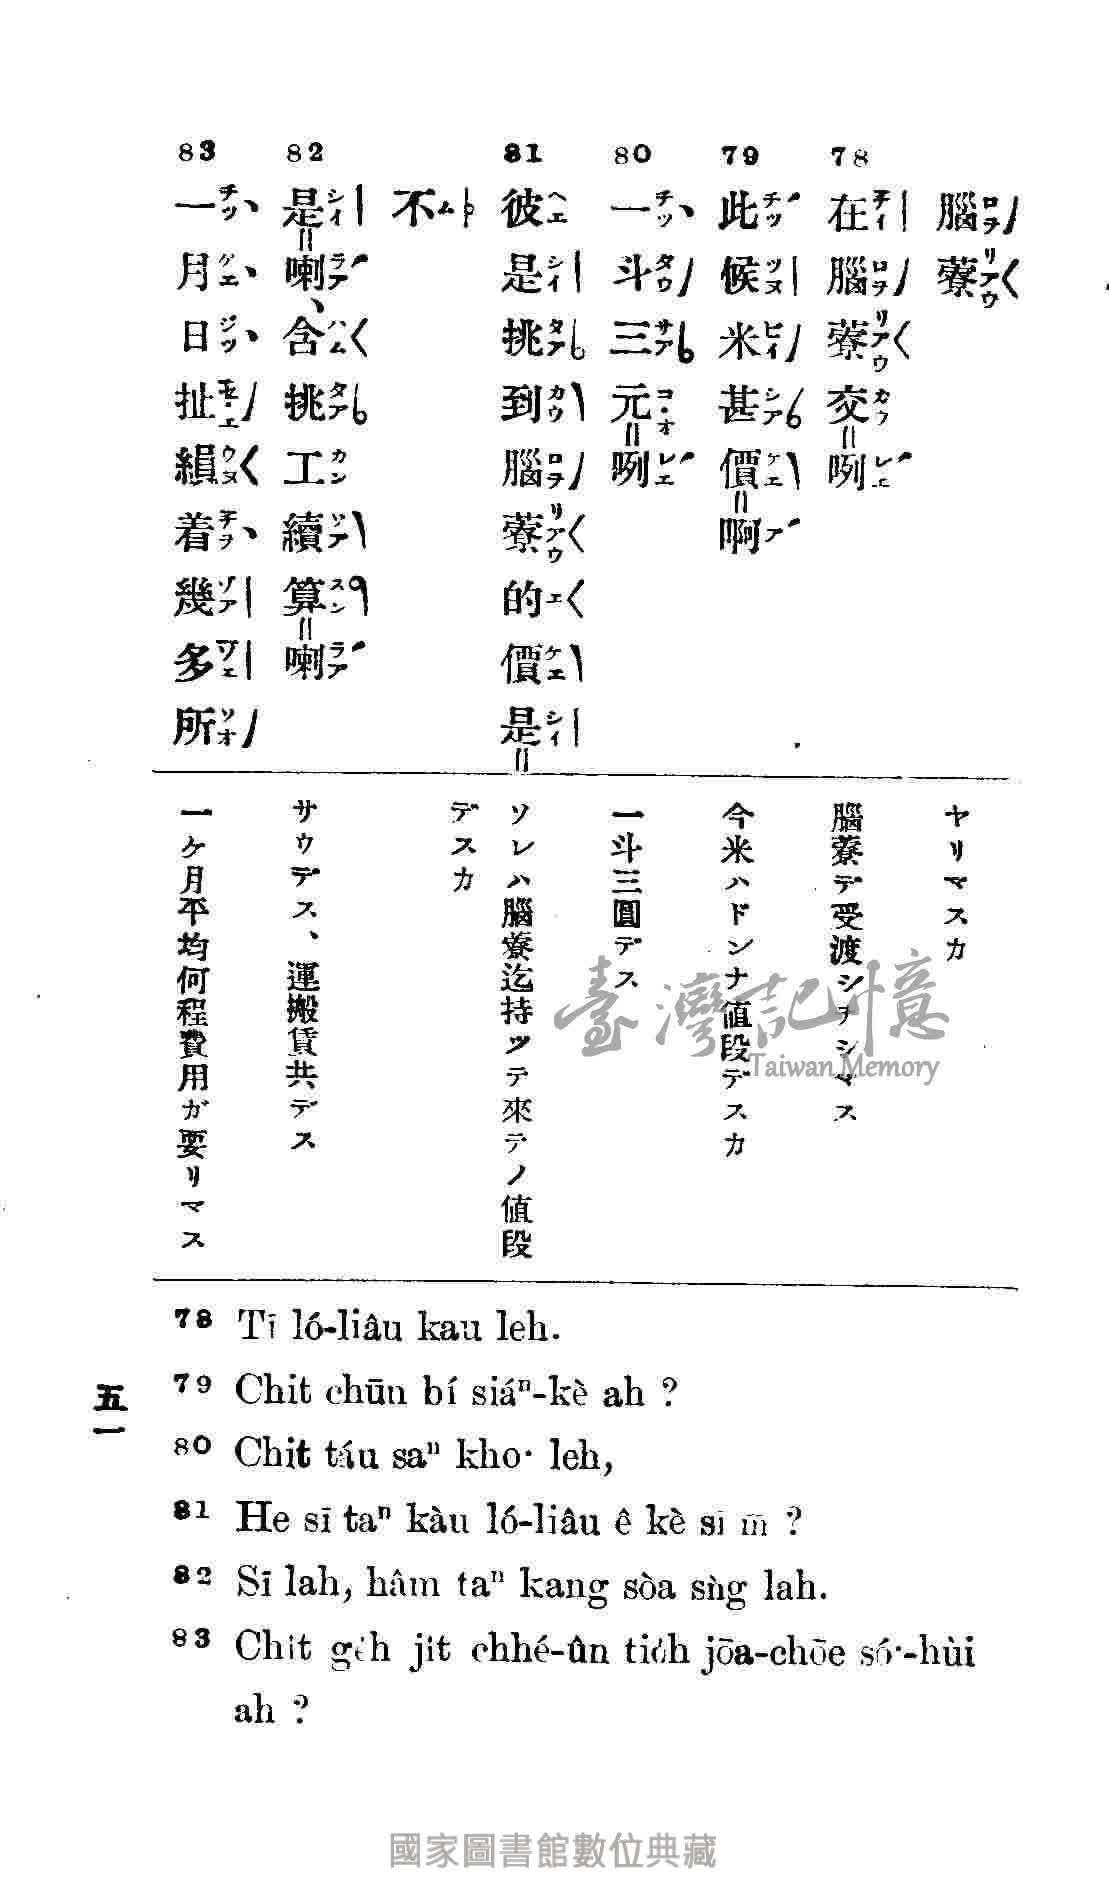 腦藔
78 在腦藔交咧
79 此候米甚價啊
80 一斗三元咧
81 彼是挑到腦藔的價是
不
82 是喇、含挑工續算喇
83 一月日扯縜着幾多所
ヤリマスカ
腦藔デ受渡シヲシマス
今米ハドンナ値段デスカ
一斗三圓デス
ソレハ腦藔迄持ツテ來テノ値段
デスカ
サウデス、運搬賃共デス
一ケ月平均何程費用ガ要リマス
78 Tī ló-liâu kau leh.
79 Chit chūn bí siáⁿ-kè ah ?
80 Chit táu saⁿ kho· leh,
81 He sī taⁿ kàu ló-liâu ê kè sī m̄ ?
82 Sī lah, hâm taⁿ kang sòa sǹg lah.
83 Chit ge̍h jit chhé-ûn tio̍h jōa-chōe só·-hùi
ah ?
五一
臺灣記憶
Taiwan Memory
國家圖書館數位典藏